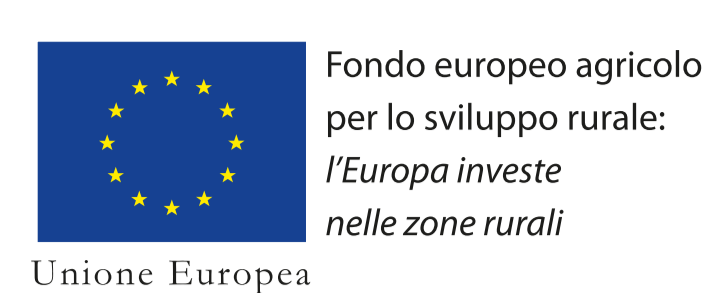 Fondo europeo agricolo
per lo sviluppo rurale:
l’Europa investe
nelle zone rurali
Unione Europea